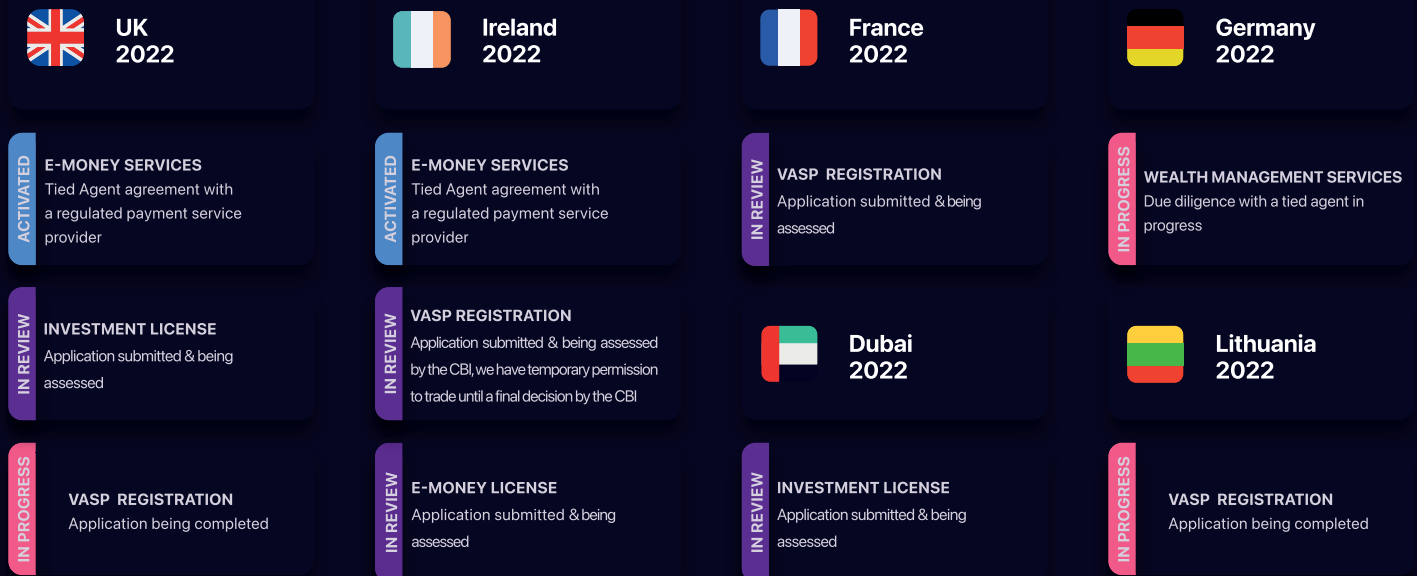 UK
2022
ACTIVATED
E-MONEY SERVICES
Tied Agent agreement with
a regulated payment service
provider
IN REVIEW
INVESTMENT LICENSE
Application submitted & being
assessed
IN PROGRESS
VASP REGISTRATION
Application being completed
Ireland
2022
ACTIVATED
E-MONEY SERVICES
Tied Agent agreement with
a regulated payment service
provider
IN REVIEW
VASP REGISTRATION
Application submitted & being assessed
by the CBI, we have temporary permission
to trade until a final decision by the CBI
IN REVIEW
E-MONEY LICENSE
Application submitted & being
assessed
France
2022
IN REVIEW
VASP REGISTRATION
Application submitted & being
assessed
Dubai
2022
IN REVIEW
INVESTMENT LICENSE
Application submitted & being
assessed
Germany
2022
IN PROGRESS
WEALTH MANAGEMENT SERVICES
Due diligence with a tied agent in
progress
Lithuania
2022
IN PROGRESS
VASP REGISTRATION
Application being completed